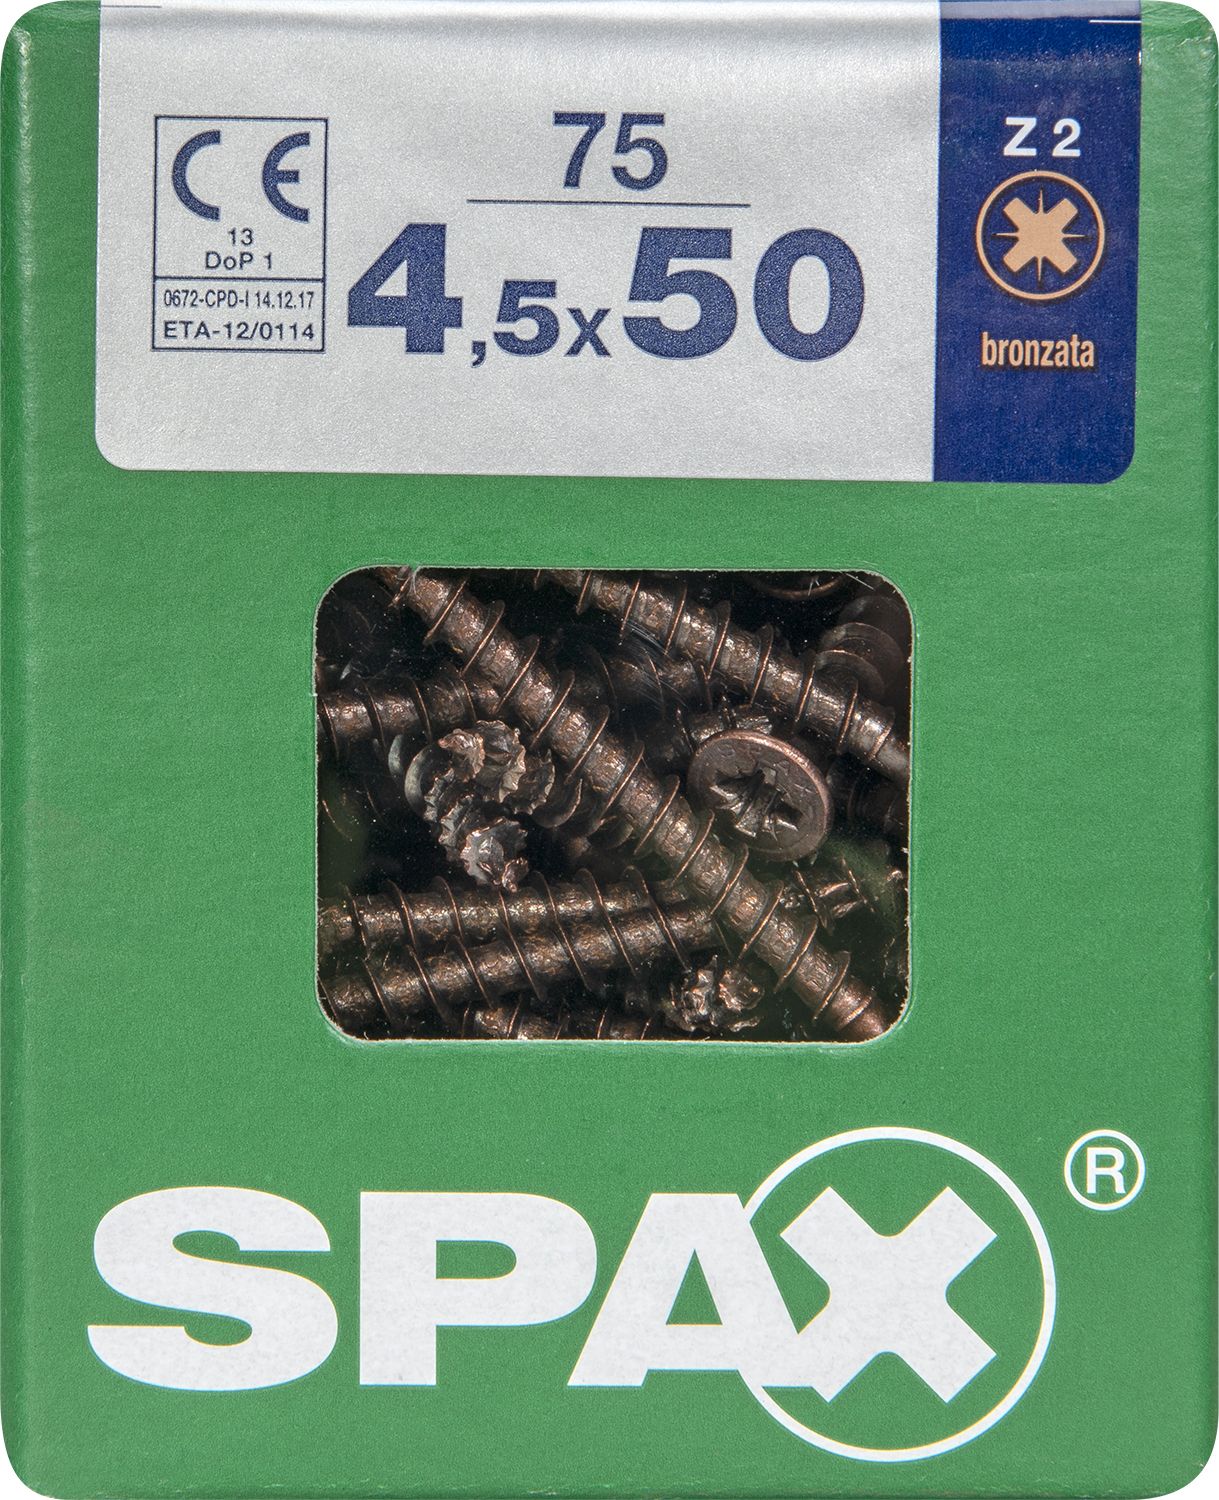 CE
13
DoP 1
0672-CPD-I 14.12.17
ETA-12/0114
75
4,5x50
Z 2
bronzata
SPAX®